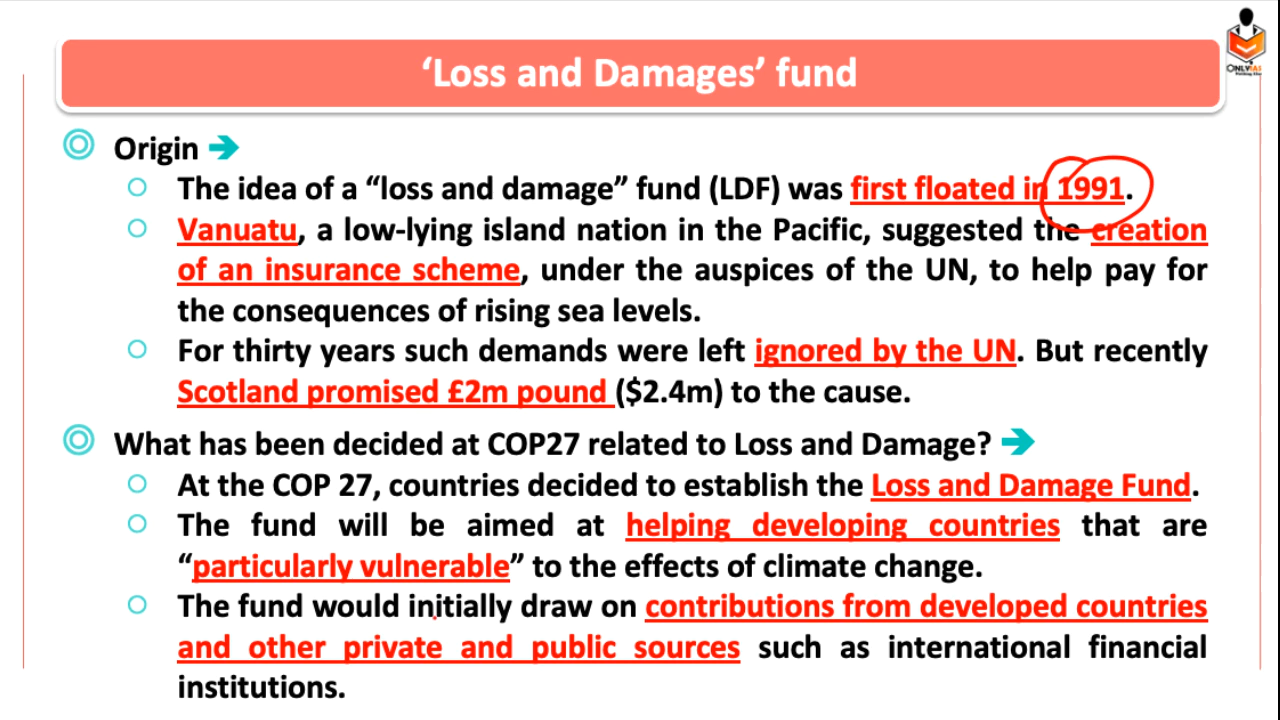 ‘Loss and Damages’ fund
ONLYIAS
Origin
The idea of a “loss and damage” fund (LDF) was first floated in 1991.
Vanuatu, a low-lying island nation in the Pacific, suggested the creation
of an insurance scheme, under the auspices of the UN, to help pay for
the consequences of rising sea levels.
For thirty years such demands were left ignored by the UN. But recently
Scotland promised £2m pound ($2.4m) to the cause.
What has been decided at COP27 related to Loss and Damage?
At the COP 27, countries decided to establish the Loss and Damage Fund.
The fund will be aimed at helping developing countries that are
“particularly vulnerable” to the effects of climate change.
The fund would initially draw on contributions from developed countries
and other private and public sources such as international financial
institutions.